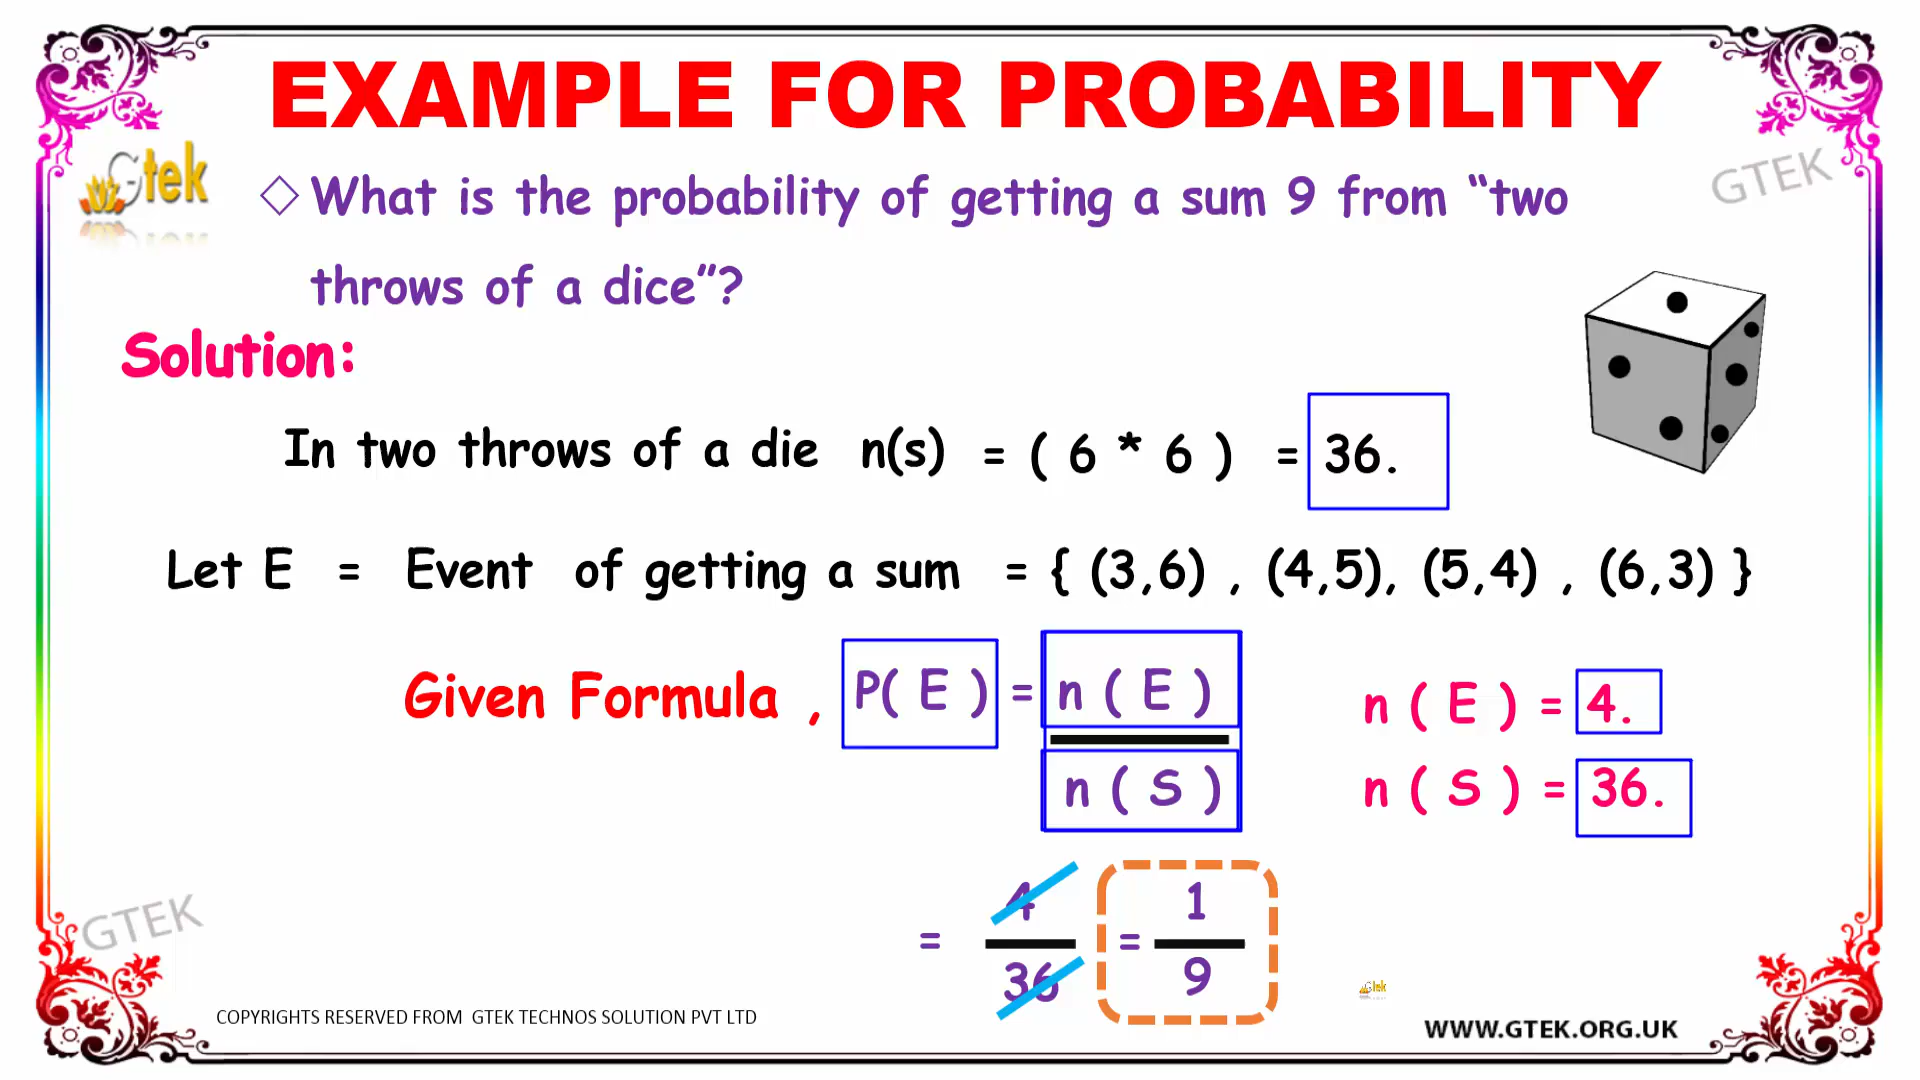 EXAMPLE FOR PROBABILITY
Gtek
GTEK
◇ What is the probability of getting a sum 9 from “two
throws of a dice”?
Solution:
In two throws of a die n(s) = ( 6 * 6 ) = 36.
Let E = Event of getting a sum = { (3,6) , (4,5), (5,4) , (6,3) }
Given Formula , P( E ) = n ( E )
n ( S )
n ( E ) = 4.
n ( S ) = 36.
= 4 = 1
36 9
GTEK
Gtek
COPYRIGHTS RESERVED FROM GTEK TECHNOS SOLUTION PVT LTD
WWW.GTEK.ORG.UK